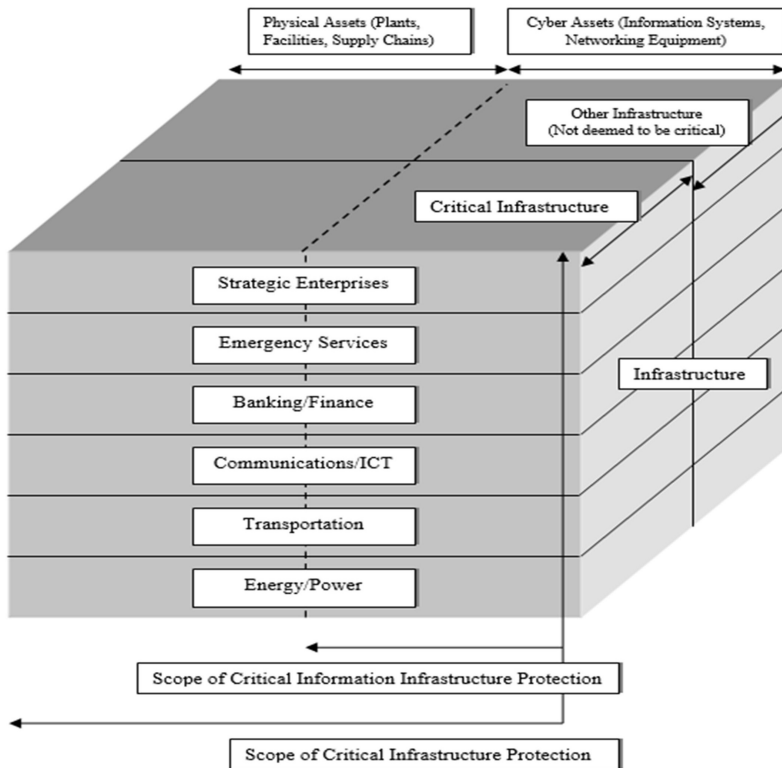 Physical Assets (Plants,
Facilities, Supply Chains)
Cyber Assets (Information Systems,
Networking Equipment)
Other Infrastructure
(Not deemed to be critical)
Critical Infrastructure
Strategic Enterprises
Emergency Services
Infrastructure
Banking/Finance
Communications/ICT
Transportation
Energy/Power
Scope of Critical Information Infrastructure Protection
Scope of Critical Infrastructure Protection